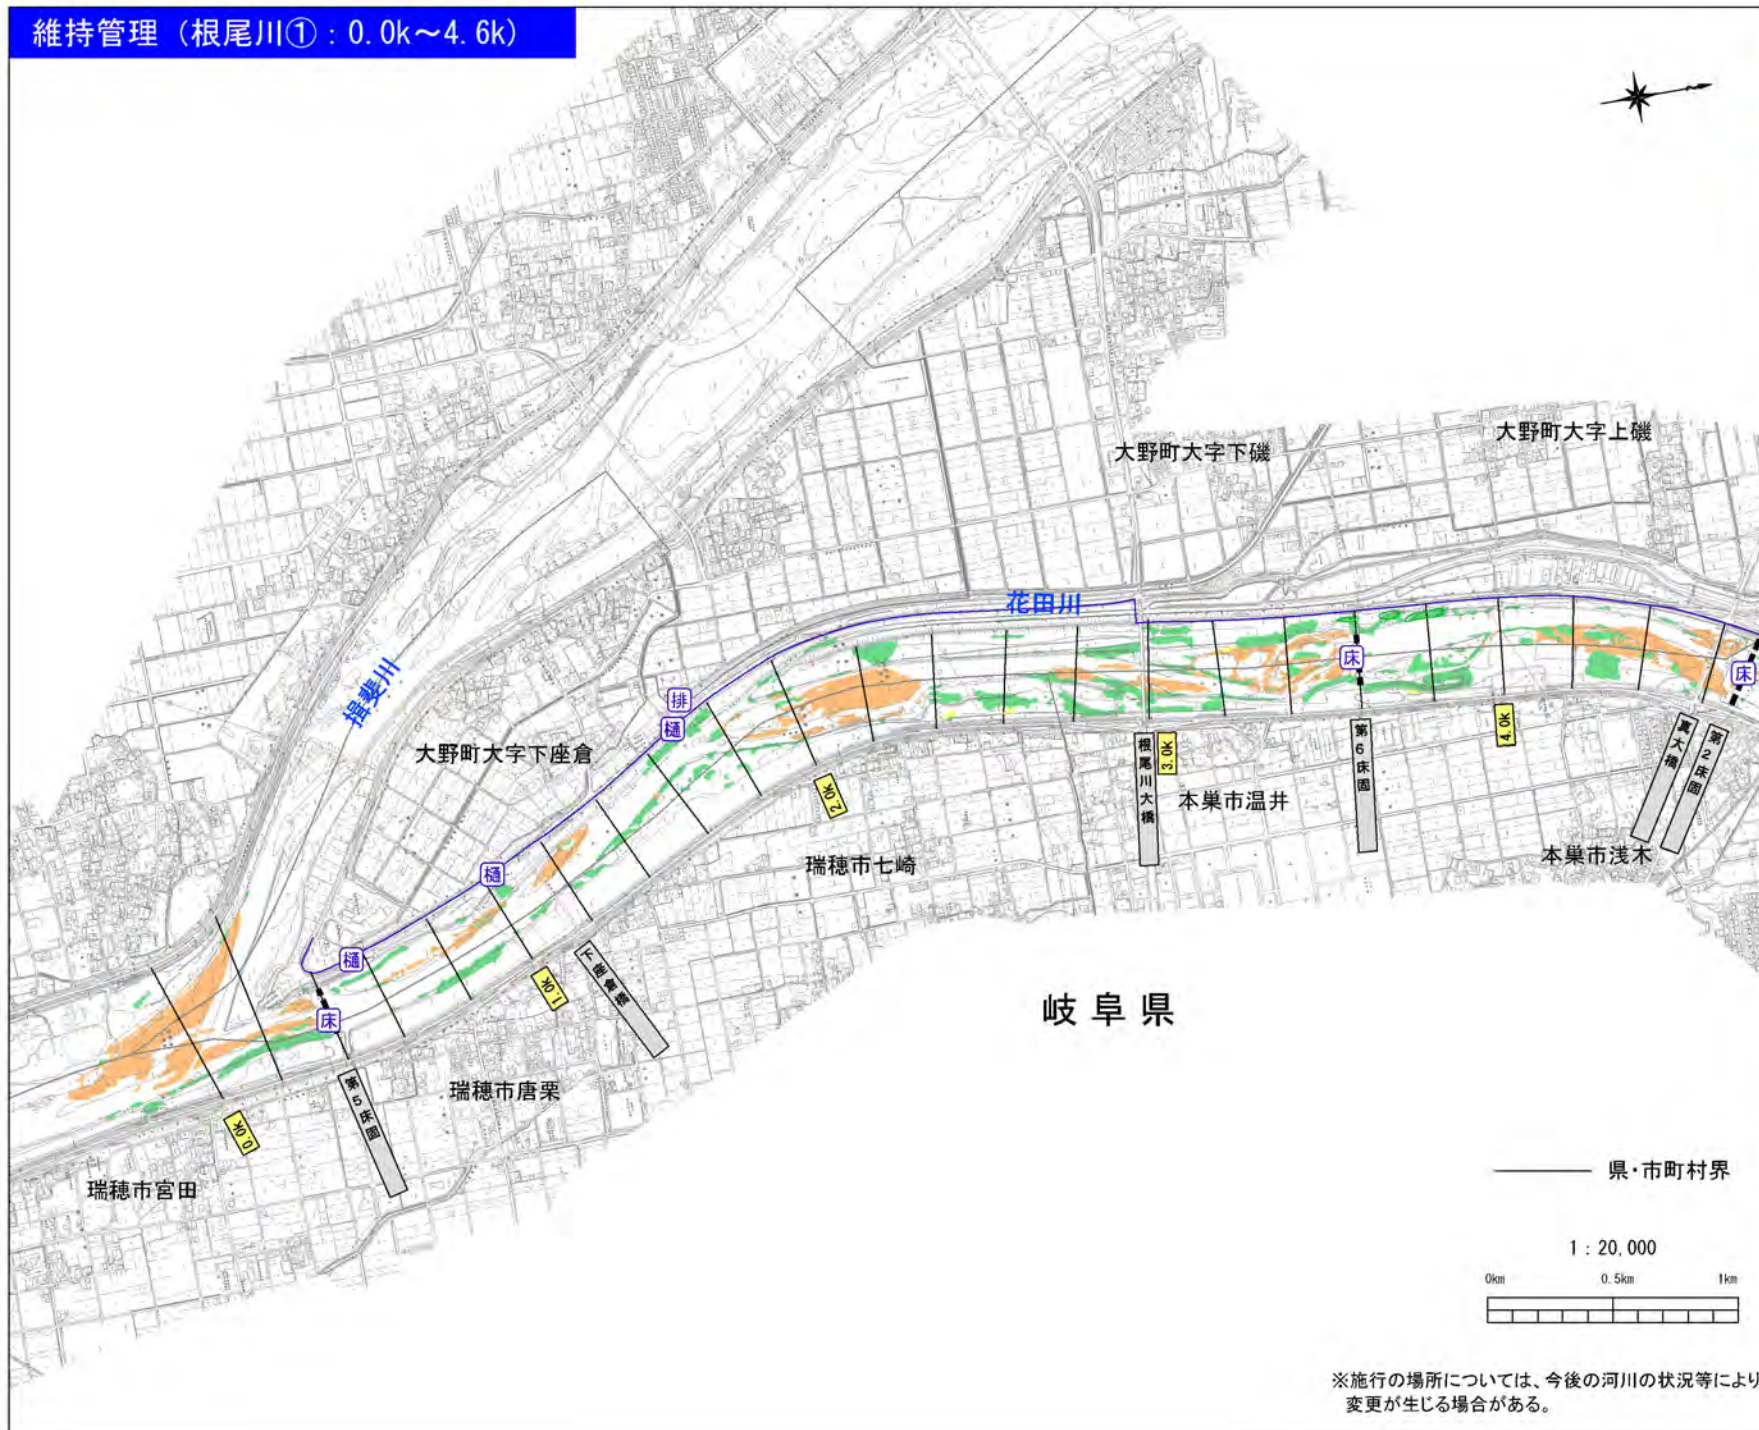 維持管理（根尾川①：0.0k～4.6k）
大野町大字上磯
大野町大字下磯
花田川
揖斐川
床
床
排
樋
大野町大字下座倉
4.0k
真大橋
第2床固
第6床固
根尾川大橋
3.0k
2.0k
本巣市温井
本巣市浅木
瑞穂市七崎
樋
下座倉橋
樋
1.0k
岐阜県
床
第5床固
瑞穂市唐栗
0.0k
瑞穂市宮田
県・市町村界
1：20,000
0km 0.5km 1km
※施行の場所については、今後の河川の状況等により
変更が生じる場合がある。